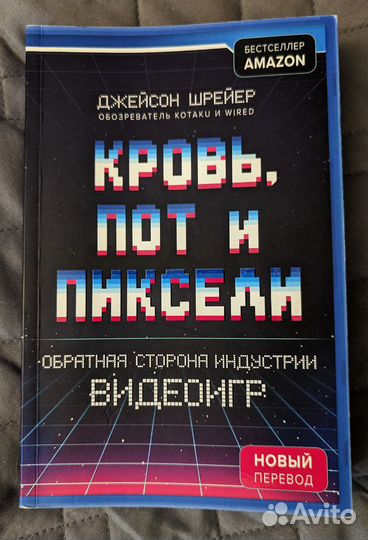 БЕСТСЕЛЛЕР
AMAZON
ДЖЕЙСОН ШРЕЙЕР
ОБОЗРЕВАТЕЛЬ KOTAKU И WIRED
КРОВЬ,
ПОТ И
ПИКСЕЛИ
ОБРАТНАЯ СТОРОНА ИНДУСТРИИ
ВИДЕОИГР
НОВЫЙ
ПЕРЕВОД
Avito